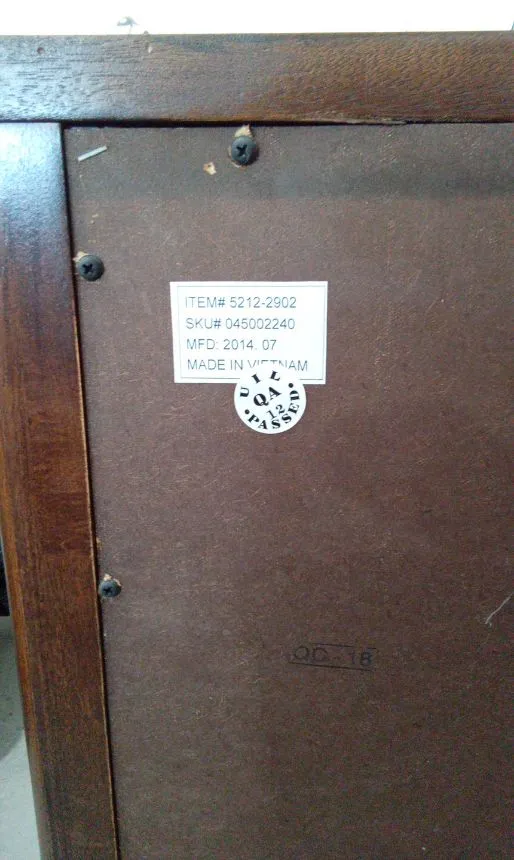 ITEM# 5212-2902
SKU# 045002240
MFD: 2014. 07
MADE IN VIETNAM
UIL
QA
12
•PASSED•
QC - 18